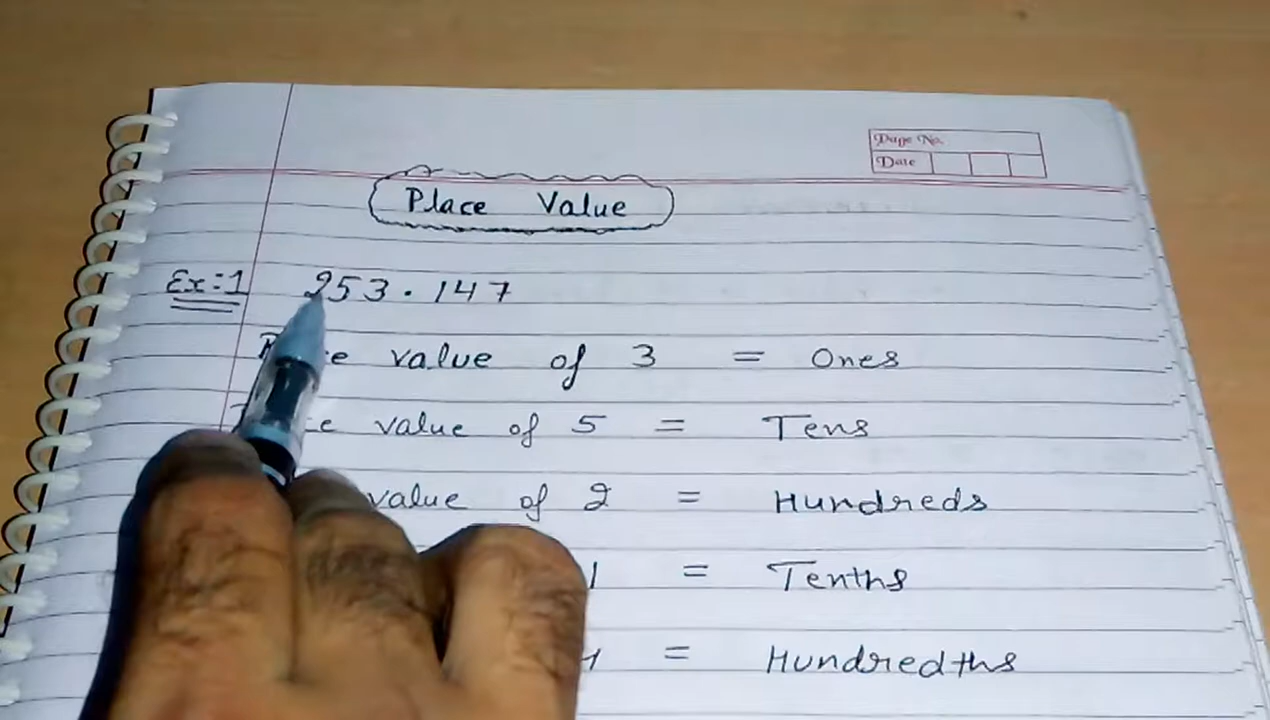 Page No.
Date
Place Value
Ex:1 253.147
value of 3 = Ones
value of 5 = Tens
value of 2 = Hundreds
1 = Tenths
= Hundredths